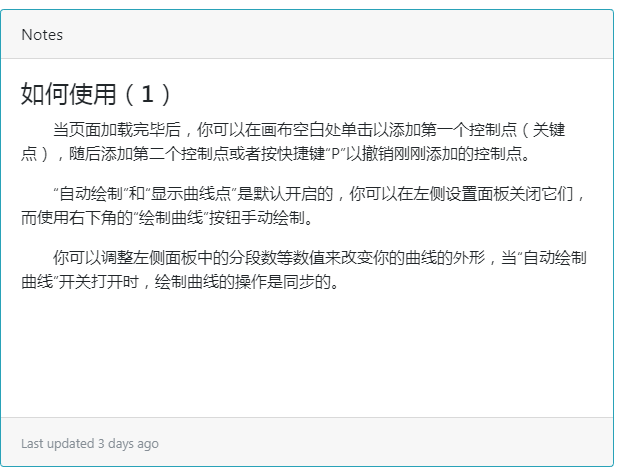 Notes
如何使用（1）
当页面加载完毕后，你可以在画布空白处单击以添加第一个控制点（关键
点），随后添加第二个控制点或者按快捷键“P”以撤销刚刚添加的控制点。
“自动绘制”和“显示曲线点”是默认开启的，你可以在左侧设置面板关闭它们，
而使用右下角的“绘制曲线”按钮手动绘制。
你可以调整左侧面板中的分段数等数值来改变你的曲线的外形，当“自动绘制
曲线”开关打开时，绘制曲线的操作是同步的。
Last updated 3 days ago